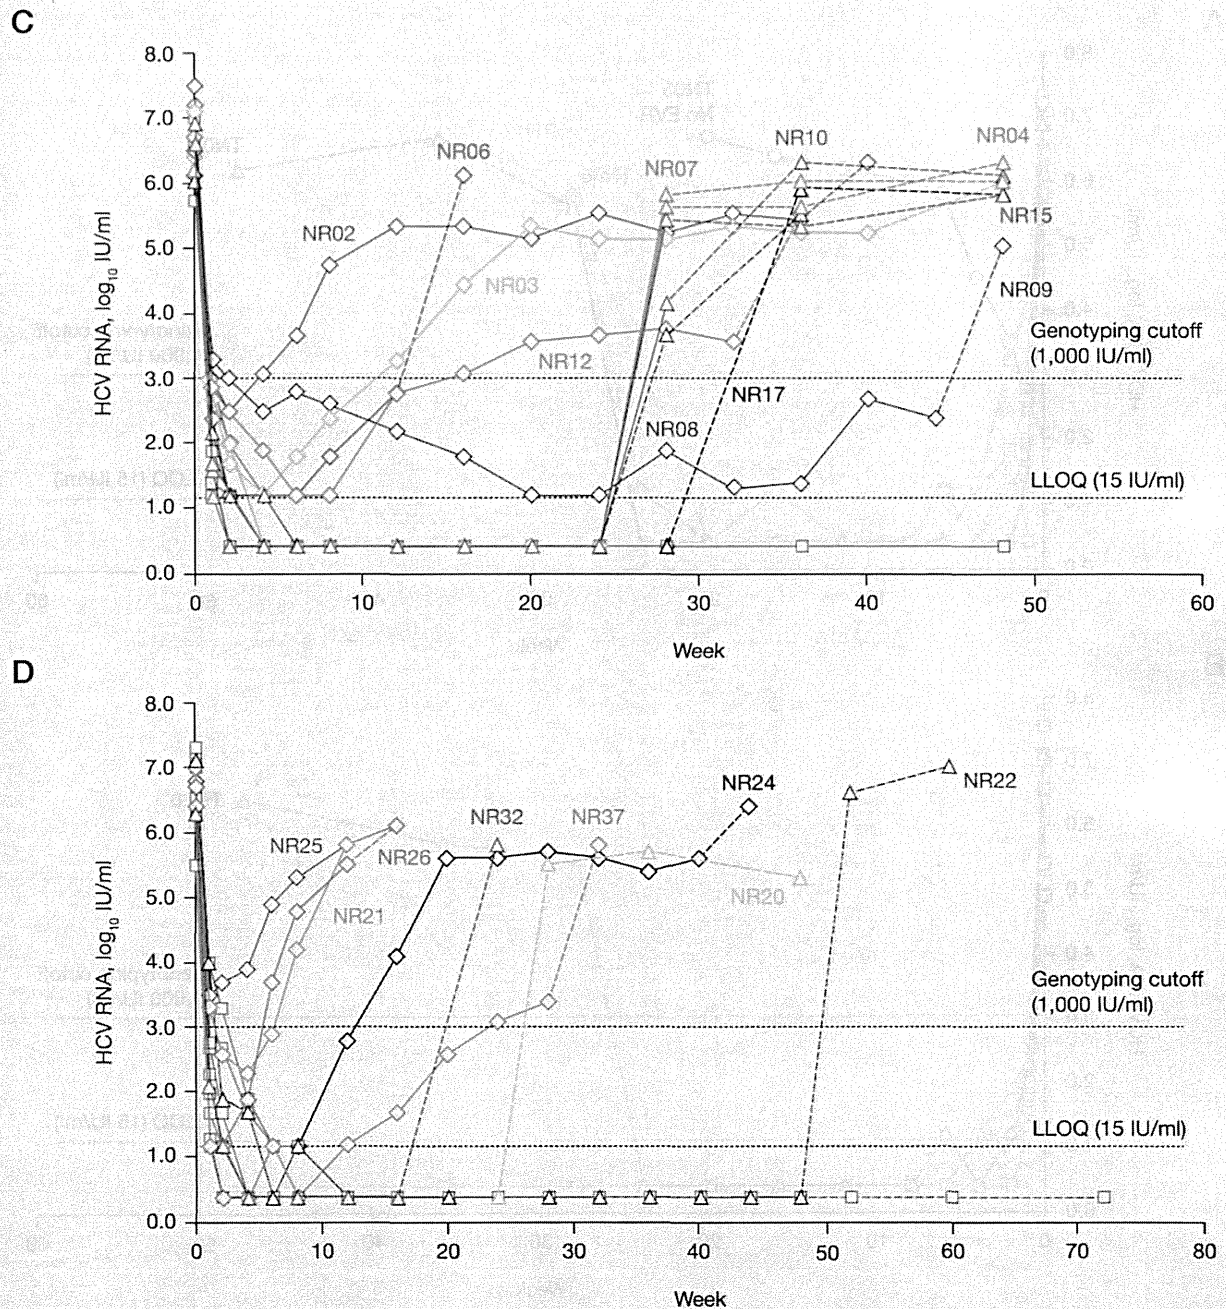 C
8.0
7.0
6.0
5.0
4.0
3.0
2.0
1.0
0.0
HCV RNA, log10 IU/ml
NR06
NR02
NR03
NR12
NR07
NR10
NR04
NR15
NR09
NR17
NR08
Genotyping cutoff
(1,000 IU/ml)
LLOQ (15 IU/ml)
0 10 20 30 40 50 60
Week
D
8.0
7.0
6.0
5.0
4.0
3.0
2.0
1.0
0.0
HCV RNA, log10 IU/ml
NR25
NR26
NR21
NR32
NR37
NR24
NR22
NR20
Genotyping cutoff
(1,000 IU/ml)
LLOQ (15 IU/ml)
0 10 20 30 40 50 60 70 80
Week